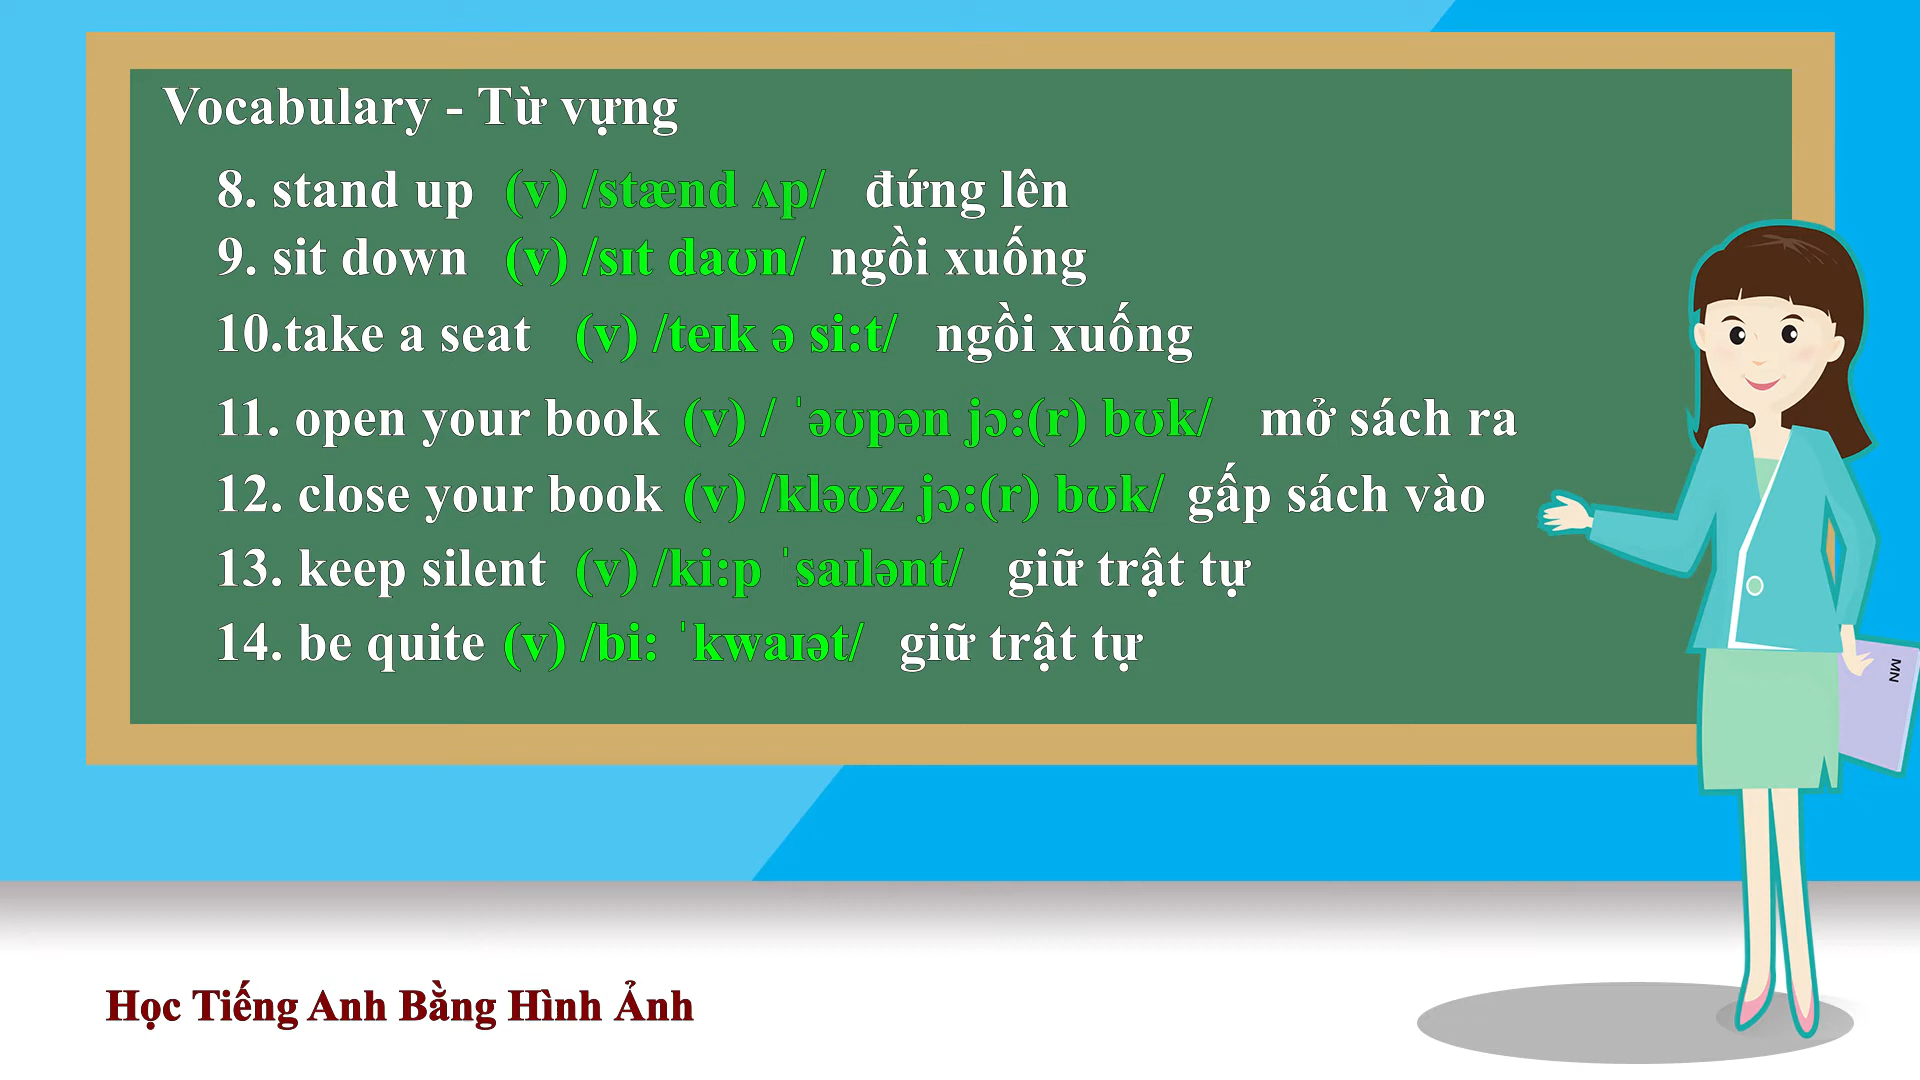 Vocabulary - Từ vựng
8. stand up (v) /stænd ʌp/ đứng lên
9. sit down (v) /sɪt daʊn/ ngồi xuống
10.take a seat (v) /teɪk ə si:t/ ngồi xuống
11. open your book (v) / ˈəʊpən jɔ:(r) bʊk/ mở sách ra
12. close your book (v) /kləʊz jɔ:(r) bʊk/ gấp sách vào
13. keep silent (v) /ki:p ˈsaɪlənt/ giữ trật tự
14. be quite (v) /bi: ˈkwaɪət/ giữ trật tự
MN
Học Tiếng Anh Bằng Hình Ảnh